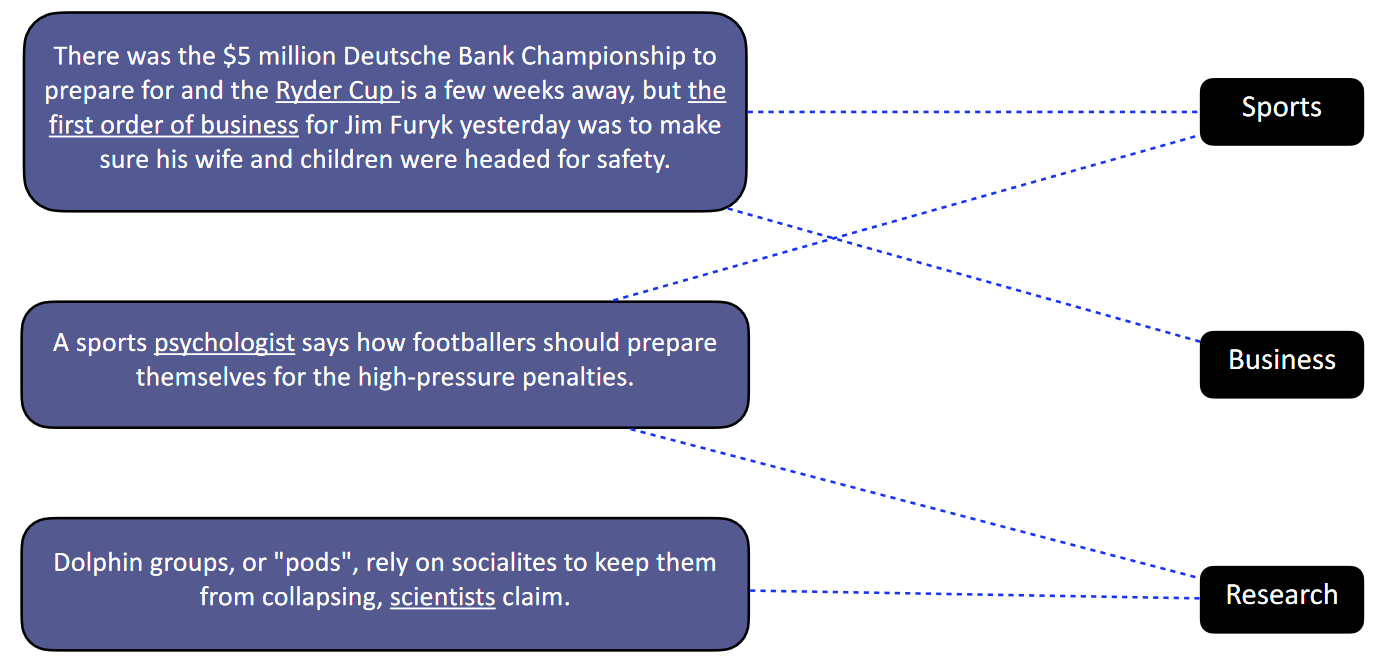 There was the $5 million Deutsche Bank Championship to
prepare for and the Ryder Cup is a few weeks away, but the
first order of business for Jim Furyk yesterday was to make
sure his wife and children were headed for safety.
Sports
A sports psychologist says how footballers should prepare
themselves for the high-pressure penalties.
Business
Dolphin groups, or "pods", rely on socialites to keep them
from collapsing, scientists claim.
Research